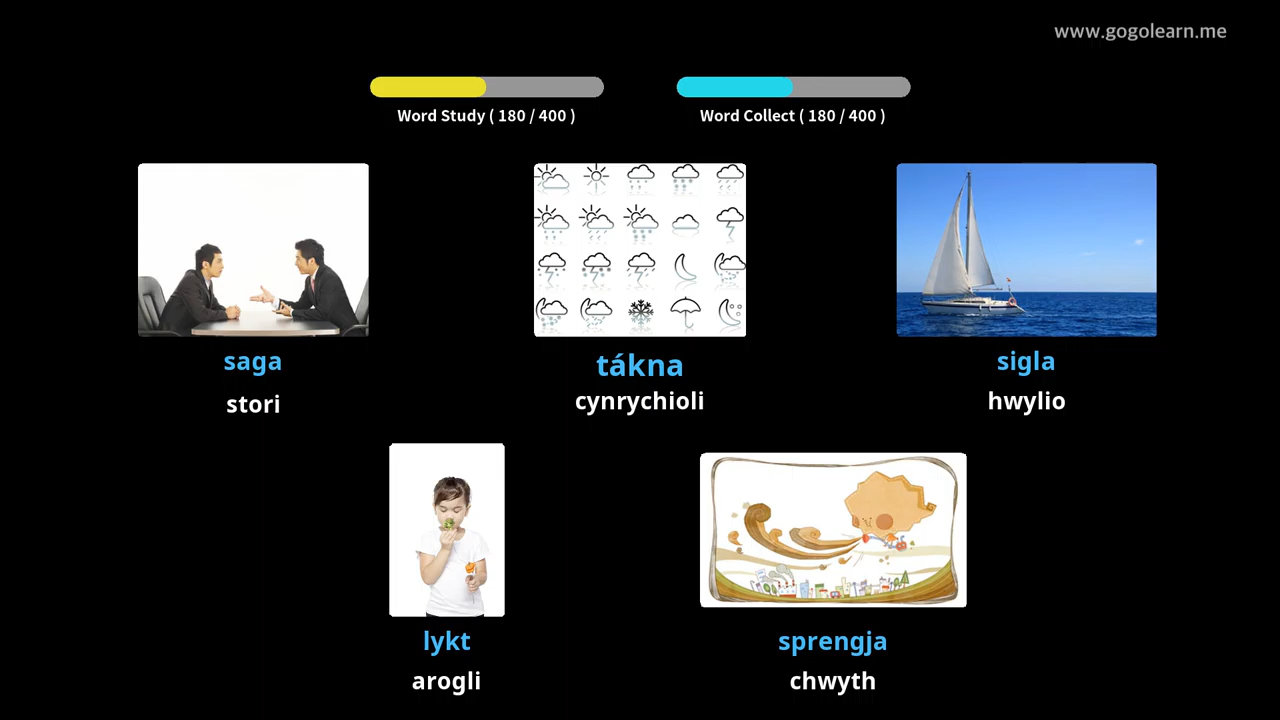 www.gogolearn.me
Word Study ( 180 / 400 )
Word Collect ( 180 / 400 )
saga
stori
tákna
cynrychioli
sigla
hwylio
lykt
arogli
sprengja
chwyth